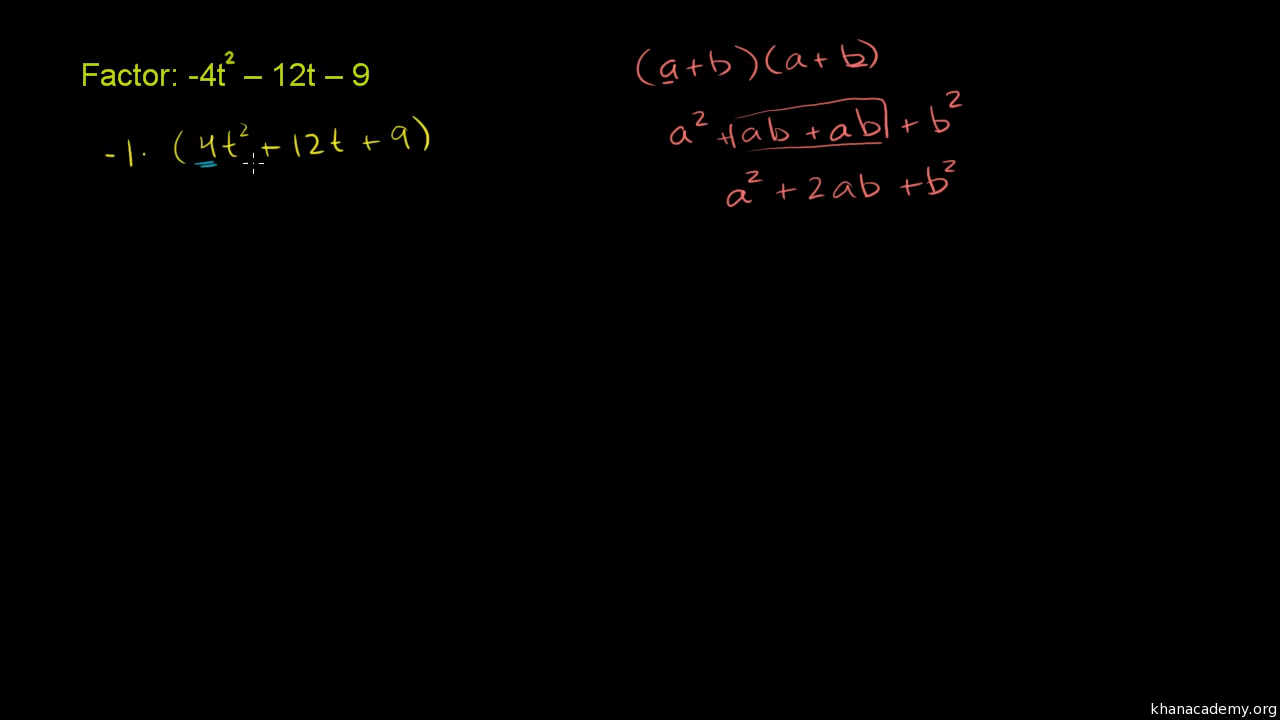 Factor: -4t² – 12t – 9
-1· (4t² + 12t + 9)
(a+b)(a+b)
a² + ab + ab + b²
a² + 2ab + b²
khanacademy.org